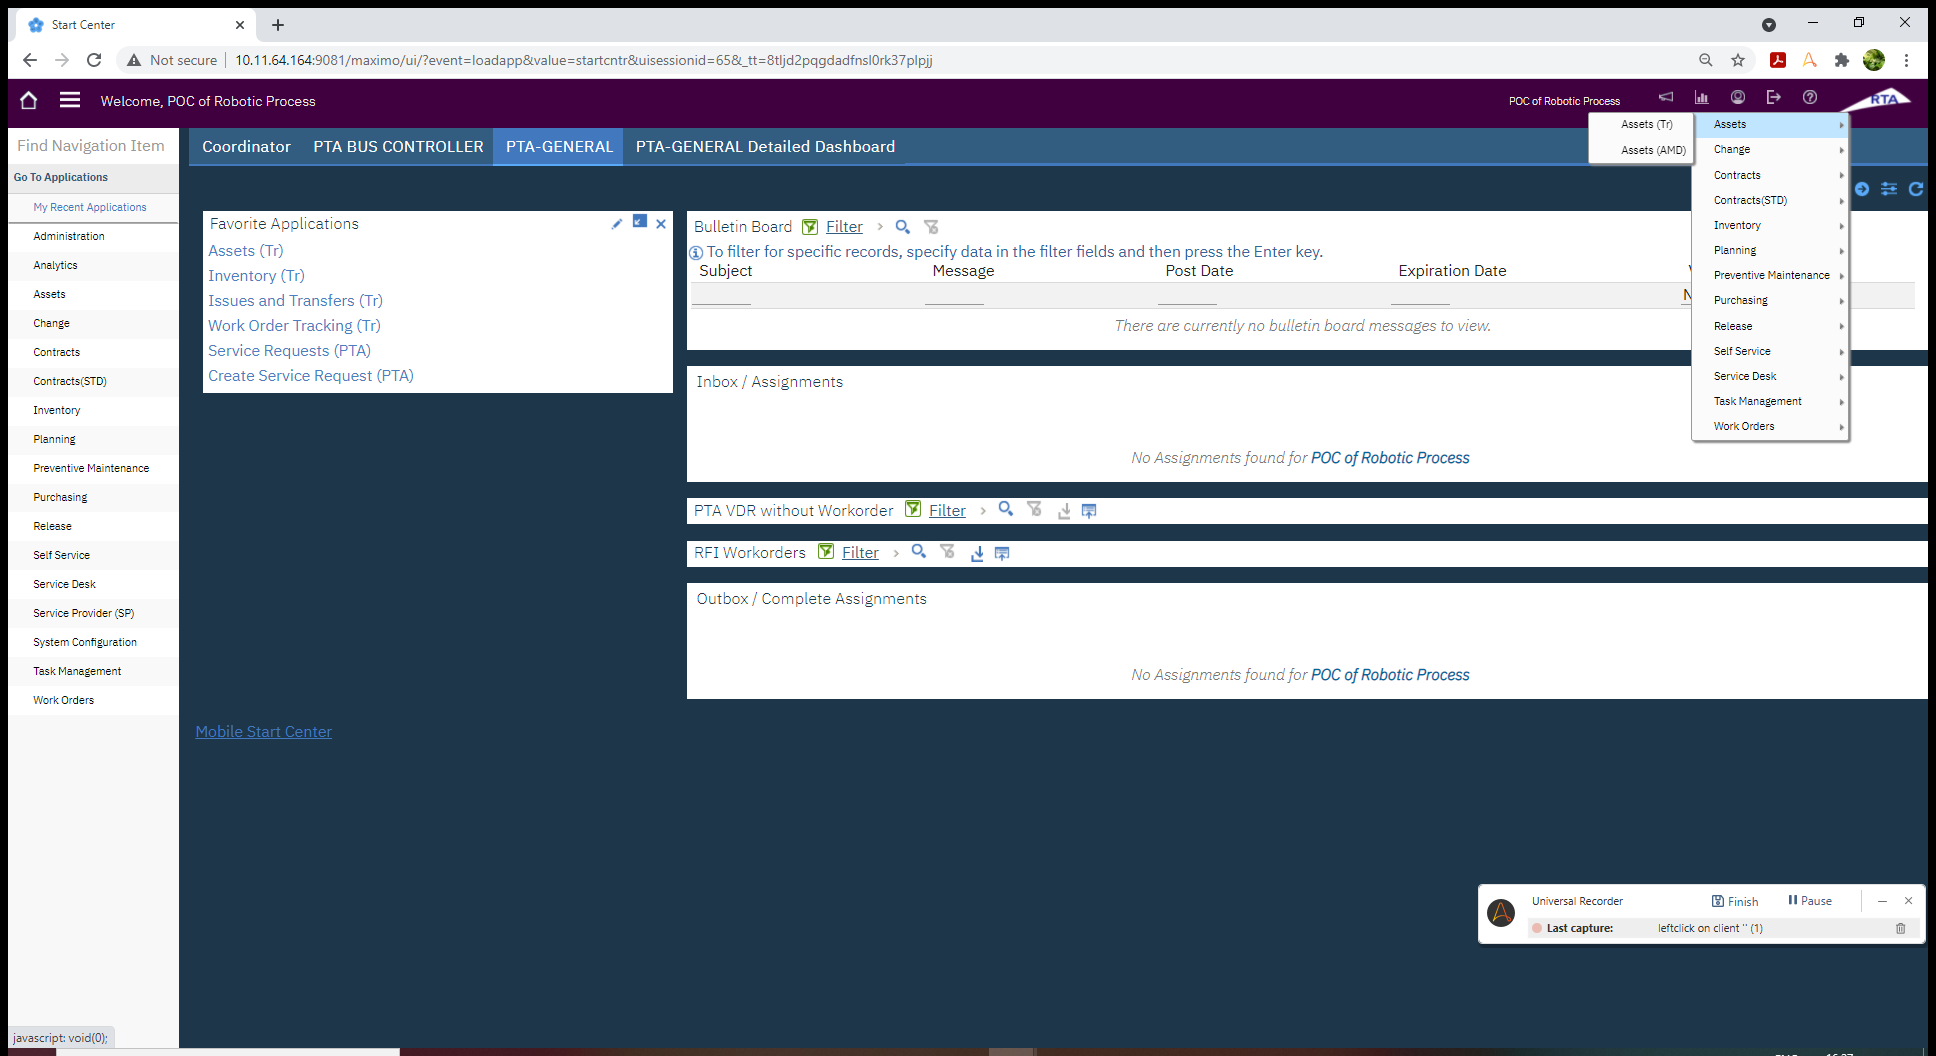 Start Center
Not secure
10.11.64.164:9081/maximo/ui/?event=loadapp&value=startcntr&uisessionid=65&_tt=8tljd2pqgdadfnsl0rk37plpjj
Welcome, POC of Robotic Process
POC of Robotic Process
RTA
Find Navigation Item
Go To Applications
My Recent Applications
Administration
Analytics
Assets
Change
Contracts
Contracts(STD)
Inventory
Planning
Preventive Maintenance
Purchasing
Release
Self Service
Service Desk
Service Provider (SP)
System Configuration
Task Management
Work Orders
javascript: void(0);
Coordinator
PTA BUS CONTROLLER
PTA-GENERAL
PTA-GENERAL Detailed Dashboard
Favorite Applications
Assets (Tr)
Inventory (Tr)
Issues and Transfers (Tr)
Work Order Tracking (Tr)
Service Requests (PTA)
Create Service Request (PTA)
Mobile Start Center
Bulletin Board Filter
To filter for specific records, specify data in the filter fields and then press the Enter key.
Subject Message Post Date Expiration Date
There are currently no bulletin board messages to view.
Inbox / Assignments
No Assignments found for POC of Robotic Process
PTA VDR without Workorder Filter
RFI Workorders Filter
Outbox / Complete Assignments
No Assignments found for POC of Robotic Process
Assets (Tr)
Assets (AMD)
Assets
Change
Contracts
Contracts(STD)
Inventory
Planning
Preventive Maintenance
Purchasing
Release
Self Service
Service Desk
Task Management
Work Orders
Universal Recorder
Finish
Pause
Last capture: leftclick on client '' (1)